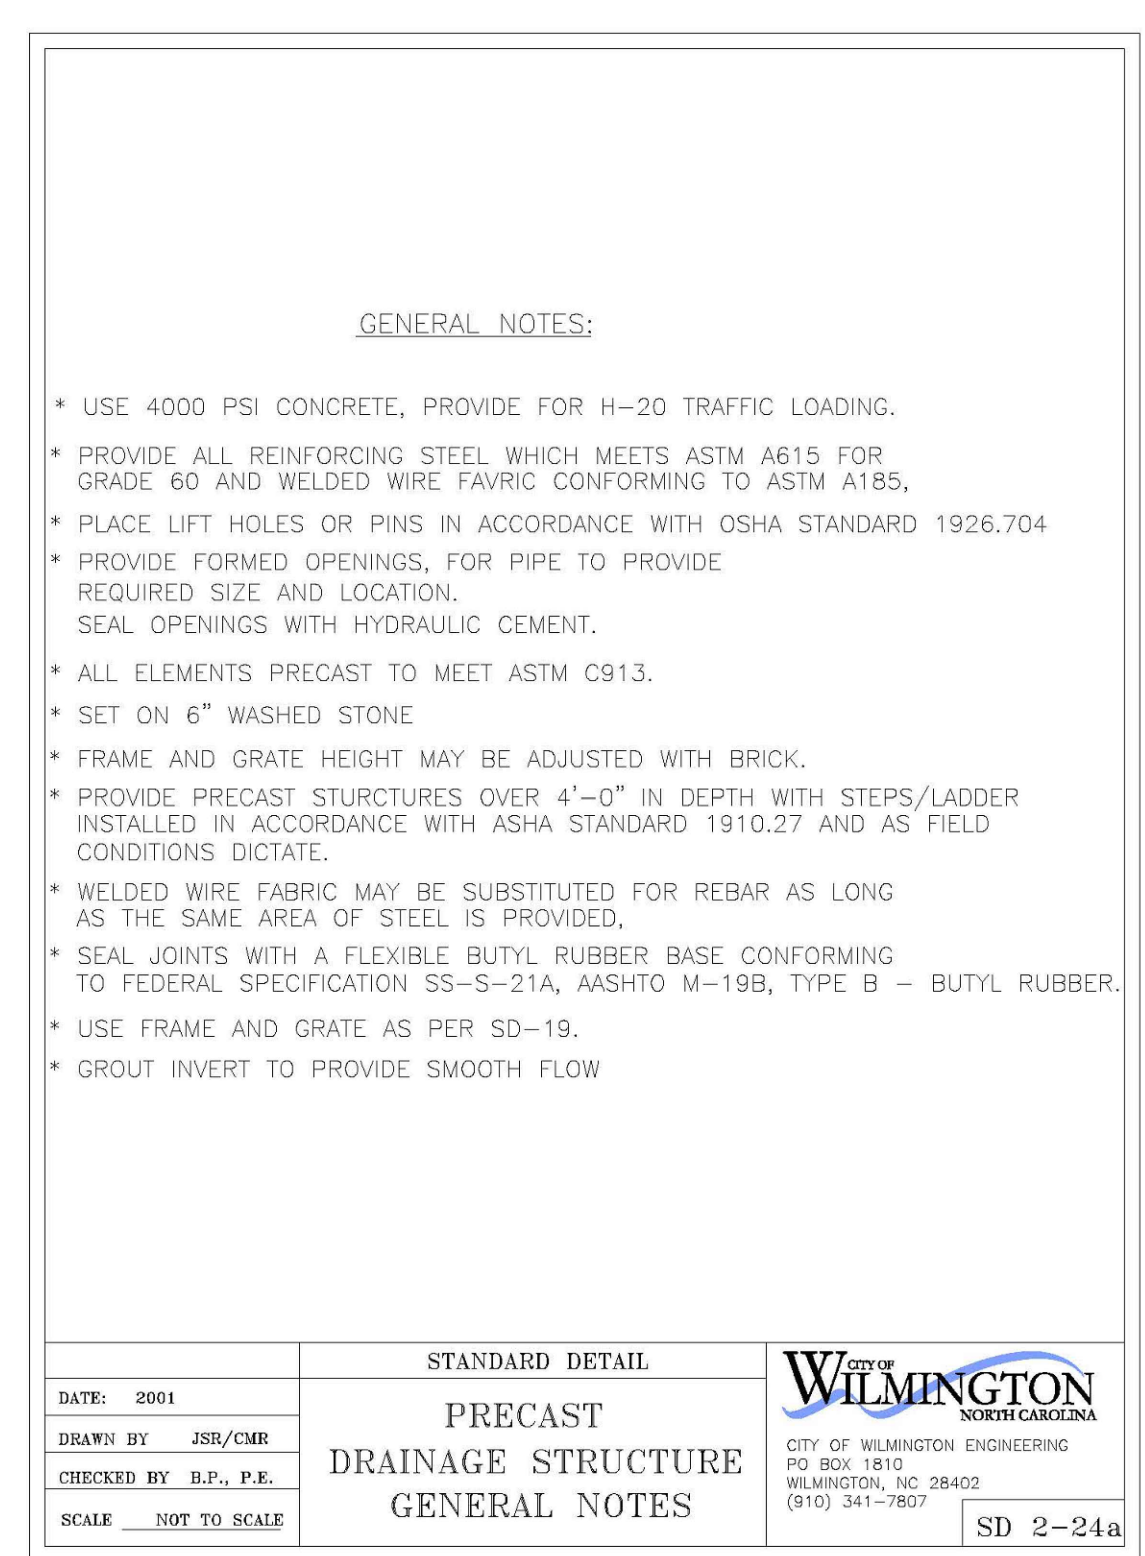 GENERAL NOTES:
* USE 4000 PSI CONCRETE, PROVIDE FOR H-20 TRAFFIC LOADING.
* PROVIDE ALL REINFORCING STEEL WHICH MEETS ASTM A615 FOR
GRADE 60 AND WELDED WIRE FAVRIC CONFORMING TO ASTM A185,
* PLACE LIFT HOLES OR PINS IN ACCORDANCE WITH OSHA STANDARD 1926.704
* PROVIDE FORMED OPENINGS, FOR PIPE TO PROVIDE
REQUIRED SIZE AND LOCATION.
SEAL OPENINGS WITH HYDRAULIC CEMENT.
* ALL ELEMENTS PRECAST TO MEET ASTM C913.
* SET ON 6" WASHED STONE
* FRAME AND GRATE HEIGHT MAY BE ADJUSTED WITH BRICK.
* PROVIDE PRECAST STURCTURES OVER 4'-0" IN DEPTH WITH STEPS/LADDER
INSTALLED IN ACCORDANCE WITH ASHA STANDARD 1910.27 AND AS FIELD
CONDITIONS DICTATE.
* WELDED WIRE FABRIC MAY BE SUBSTITUTED FOR REBAR AS LONG
AS THE SAME AREA OF STEEL IS PROVIDED,
* SEAL JOINTS WITH A FLEXIBLE BUTYL RUBBER BASE CONFORMING
TO FEDERAL SPECIFICATION SS-S-21A, AASHTO M-19B, TYPE B - BUTYL RUBBER.
* USE FRAME AND GRATE AS PER SD-19.
* GROUT INVERT TO PROVIDE SMOOTH FLOW
DATE: 2001
DRAWN BY JSR/CMR
CHECKED BY B.P., P.E.
SCALE NOT TO SCALE
STANDARD DETAIL
PRECAST
DRAINAGE STRUCTURE
GENERAL NOTES
CITY OF
WILMINGTON
NORTH CAROLINA
CITY OF WILMINGTON ENGINEERING
PO BOX 1810
WILMINGTON, NC 28402
(910) 341-7807
SD 2-24a